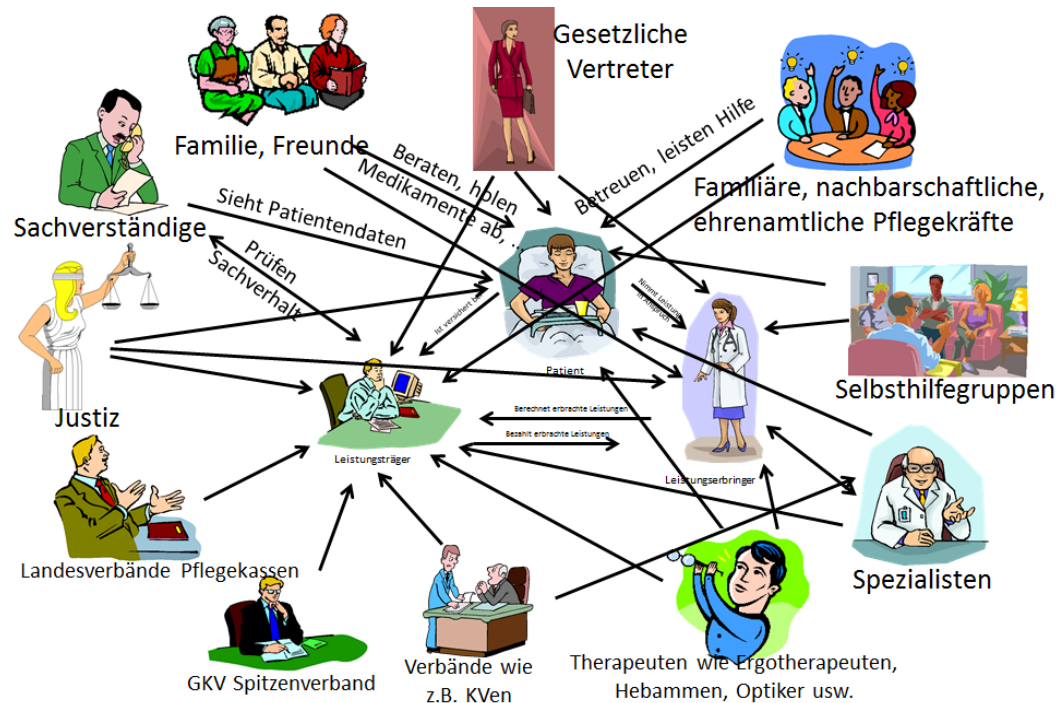 Gesetzliche
Vertreter
Familie, Freunde
Beraten, holen
Medikamente ab, ...
Betreuen, leisten Hilfe
Familiäre, nachbarschaftliche,
ehrenamtliche Pflegekräfte
Sachverständige
Sieht Patientendaten
Prüfen
Sachverhalt
Ist versichert bei
Nimmt Leistung
in Anspruch
Patient
Selbsthilfegruppen
Justiz
Berechnet erbrachte Leistungen
Bezahlt erbrachte Leistungen
Leistungsträger
Leistungserbringer
Landesverbände Pflegekassen
Spezialisten
GKV Spitzenverband
Verbände wie
z.B. KVen
Therapeuten wie Ergotherapeuten,
Hebammen, Optiker usw.